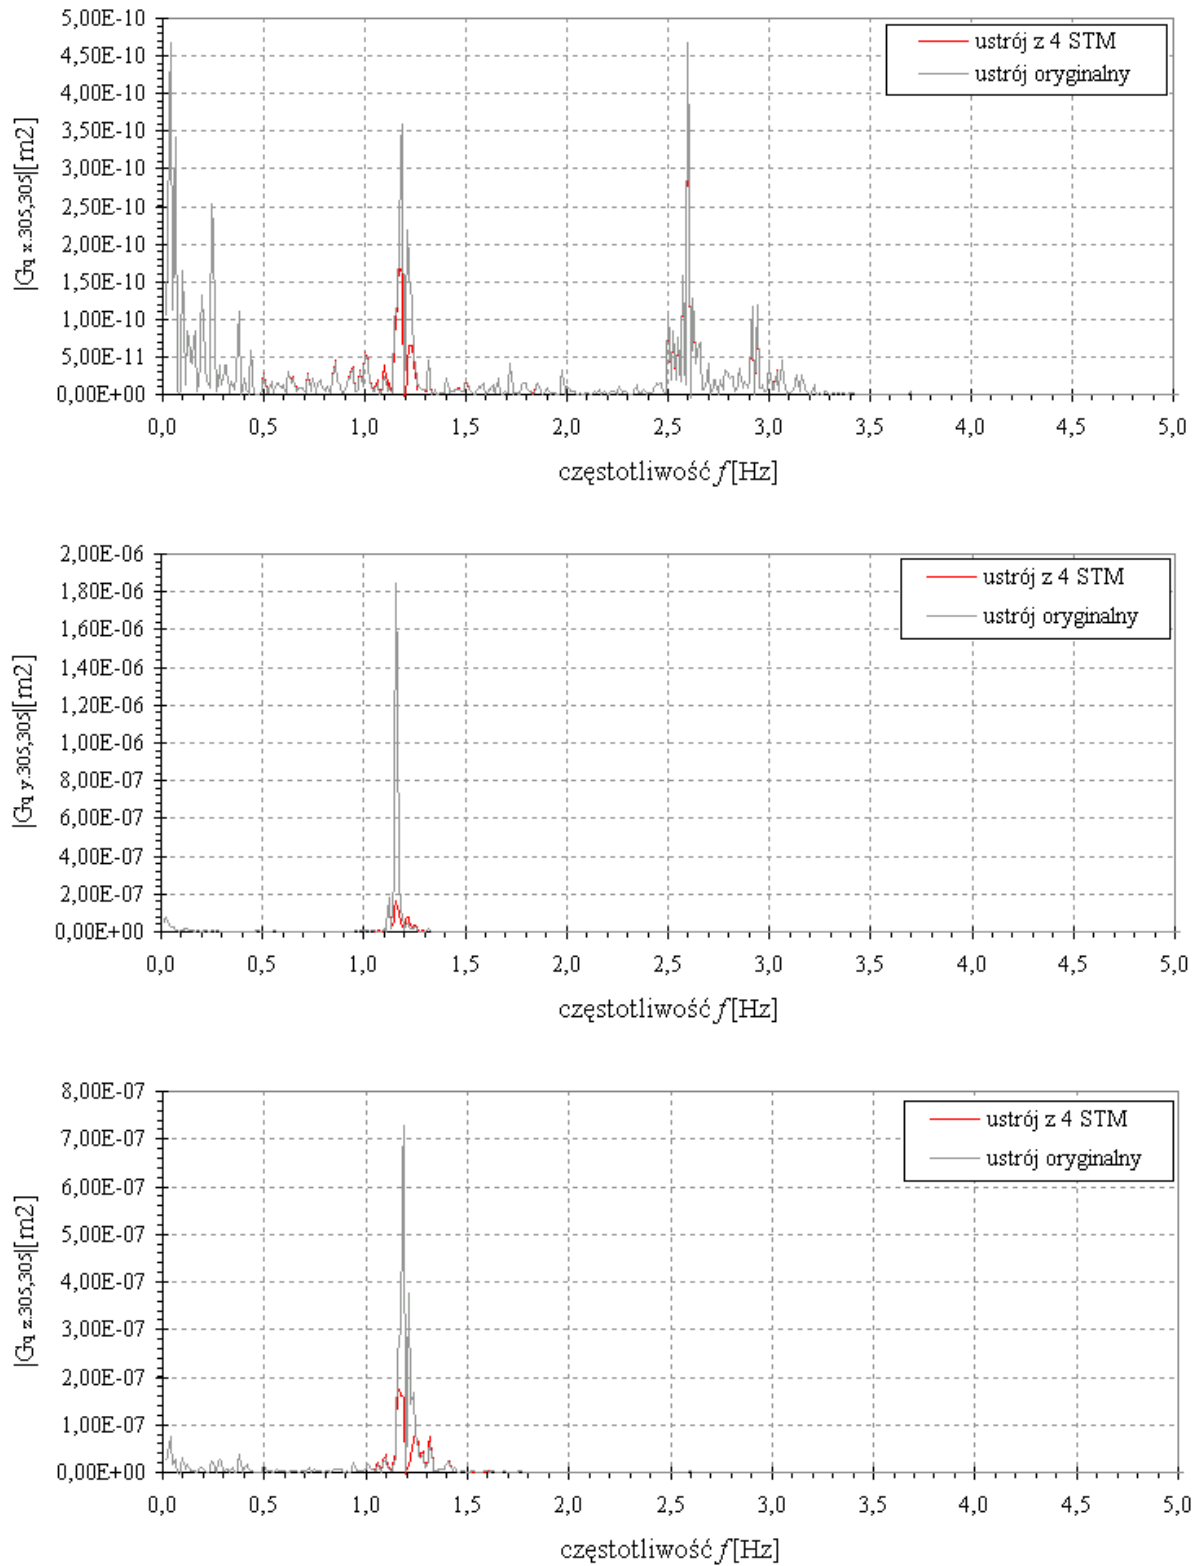 5,00E-10
4,50E-10
4,00E-10
3,50E-10
3,00E-10
2,50E-10
2,00E-10
1,50E-10
1,00E-10
5,00E-11
0,00E+00
|Gq x.305,305|[m2]
ustrój z 4 STM
ustrój oryginalny
0,0 0,5 1,0 1,5 2,0 2,5 3,0 3,5 4,0 4,5 5,0
częstotliwość f[Hz]
2,00E-06
1,80E-06
1,60E-06
1,40E-06
1,20E-06
1,00E-06
8,00E-07
6,00E-07
4,00E-07
2,00E-07
0,00E+00
|Gq y.305,305|[m2]
ustrój z 4 STM
ustrój oryginalny
0,0 0,5 1,0 1,5 2,0 2,5 3,0 3,5 4,0 4,5 5,0
częstotliwość f[Hz]
8,00E-07
7,00E-07
6,00E-07
5,00E-07
4,00E-07
3,00E-07
2,00E-07
1,00E-07
0,00E+00
|Gq z.305,305|[m2]
ustrój z 4 STM
ustrój oryginalny
0,0 0,5 1,0 1,5 2,0 2,5 3,0 3,5 4,0 4,5 5,0
częstotliwość f[Hz]